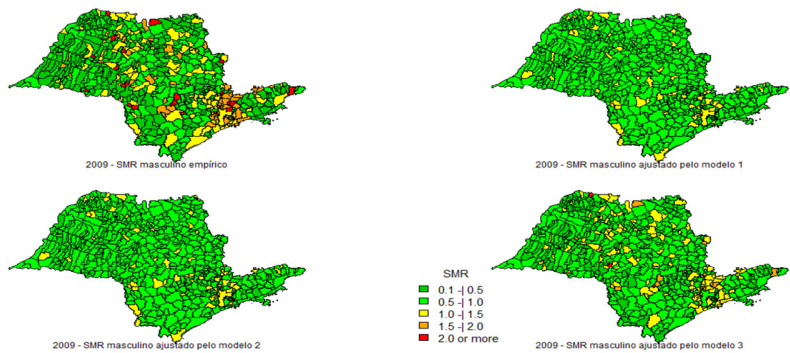 2009 - SMR masculino empírico
2009 - SMR masculino ajustado pelo modelo 1
SMR
0.1 -| 0.5
0.5 -| 1.0
1.0 -| 1.5
1.5 -| 2.0
2.0 or more
2009 - SMR masculino ajustado pelo modelo 2
2009 - SMR masculino ajustado pelo modelo 3